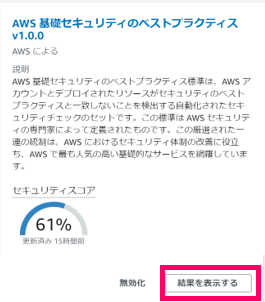 AWS 基礎セキュリティのベストプラクティス
v1.0.0
AWS による
説明
AWS 基礎セキュリティのベストプラクティス標準は、AWS ア
カウントとデプロイされたリソースがセキュリティのベスト
プラクティスと一致しないことを検出する自動化されたセキ
ュリティチェックのセットです。この標準は AWS セキュリテ
ィの専門家によって定義されたものです。この厳選された一
連の統制は、AWS におけるセキュリティ体制の改善に役立
ち、AWS で最も人気の高い基礎的なサービスを網羅していま
す。
セキュリティスコア
61%
更新済み 15時間前
無効化
結果を表示する